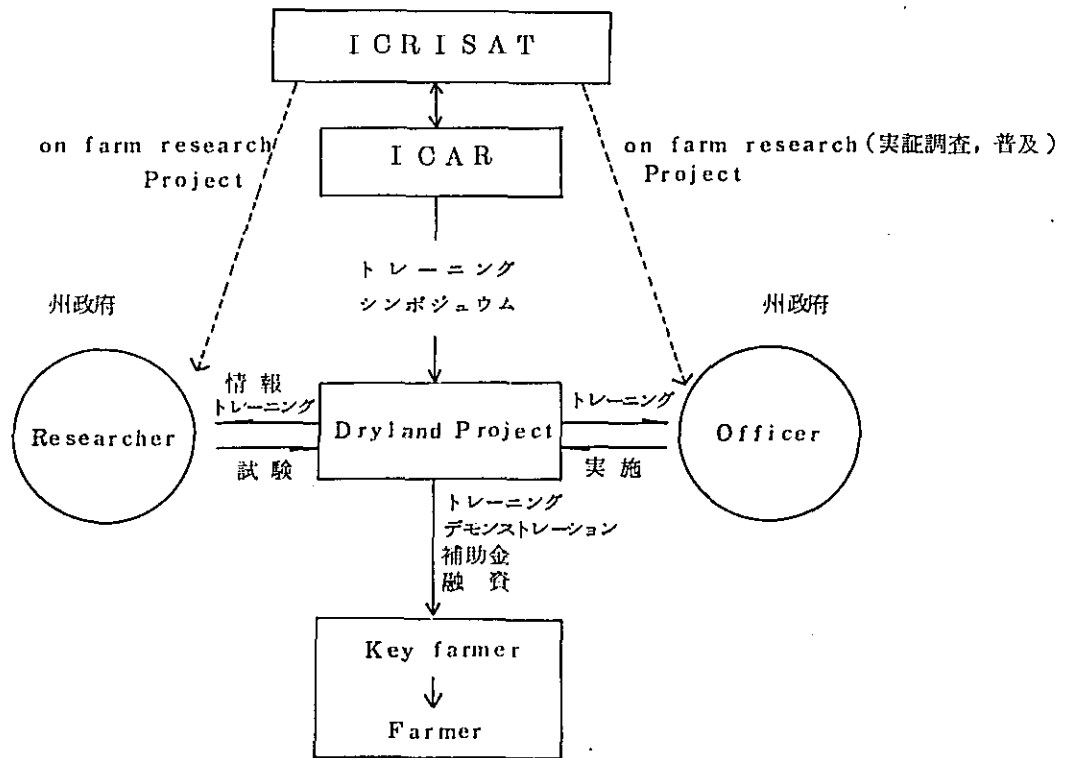 ICRISAT
on farm research
Project
ICAR
on farm research(実証調査,普及)
Project
トレーニング
シンポジュウム
州政府
州政府
情報
トレーニング
Researcher
試験
Dryland Project
トレーニング
実施
Officer
トレーニング
デモンストレーション
補助金
融資
Key farmer
Farmer